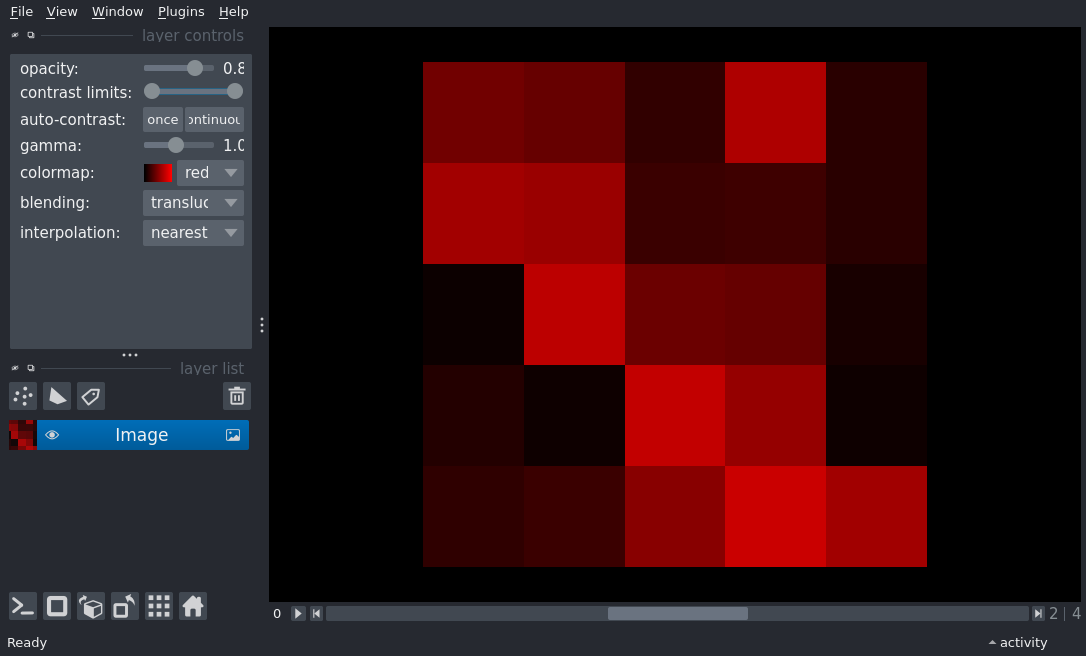 File View Window Plugins Help
layer controls
opacity: 0.8
contrast limits:
auto-contrast: once ontinuou
gamma: 1.0
colormap: red
blending: transluc
interpolation: nearest
layer list
Image
0 2 | 4
Ready activity